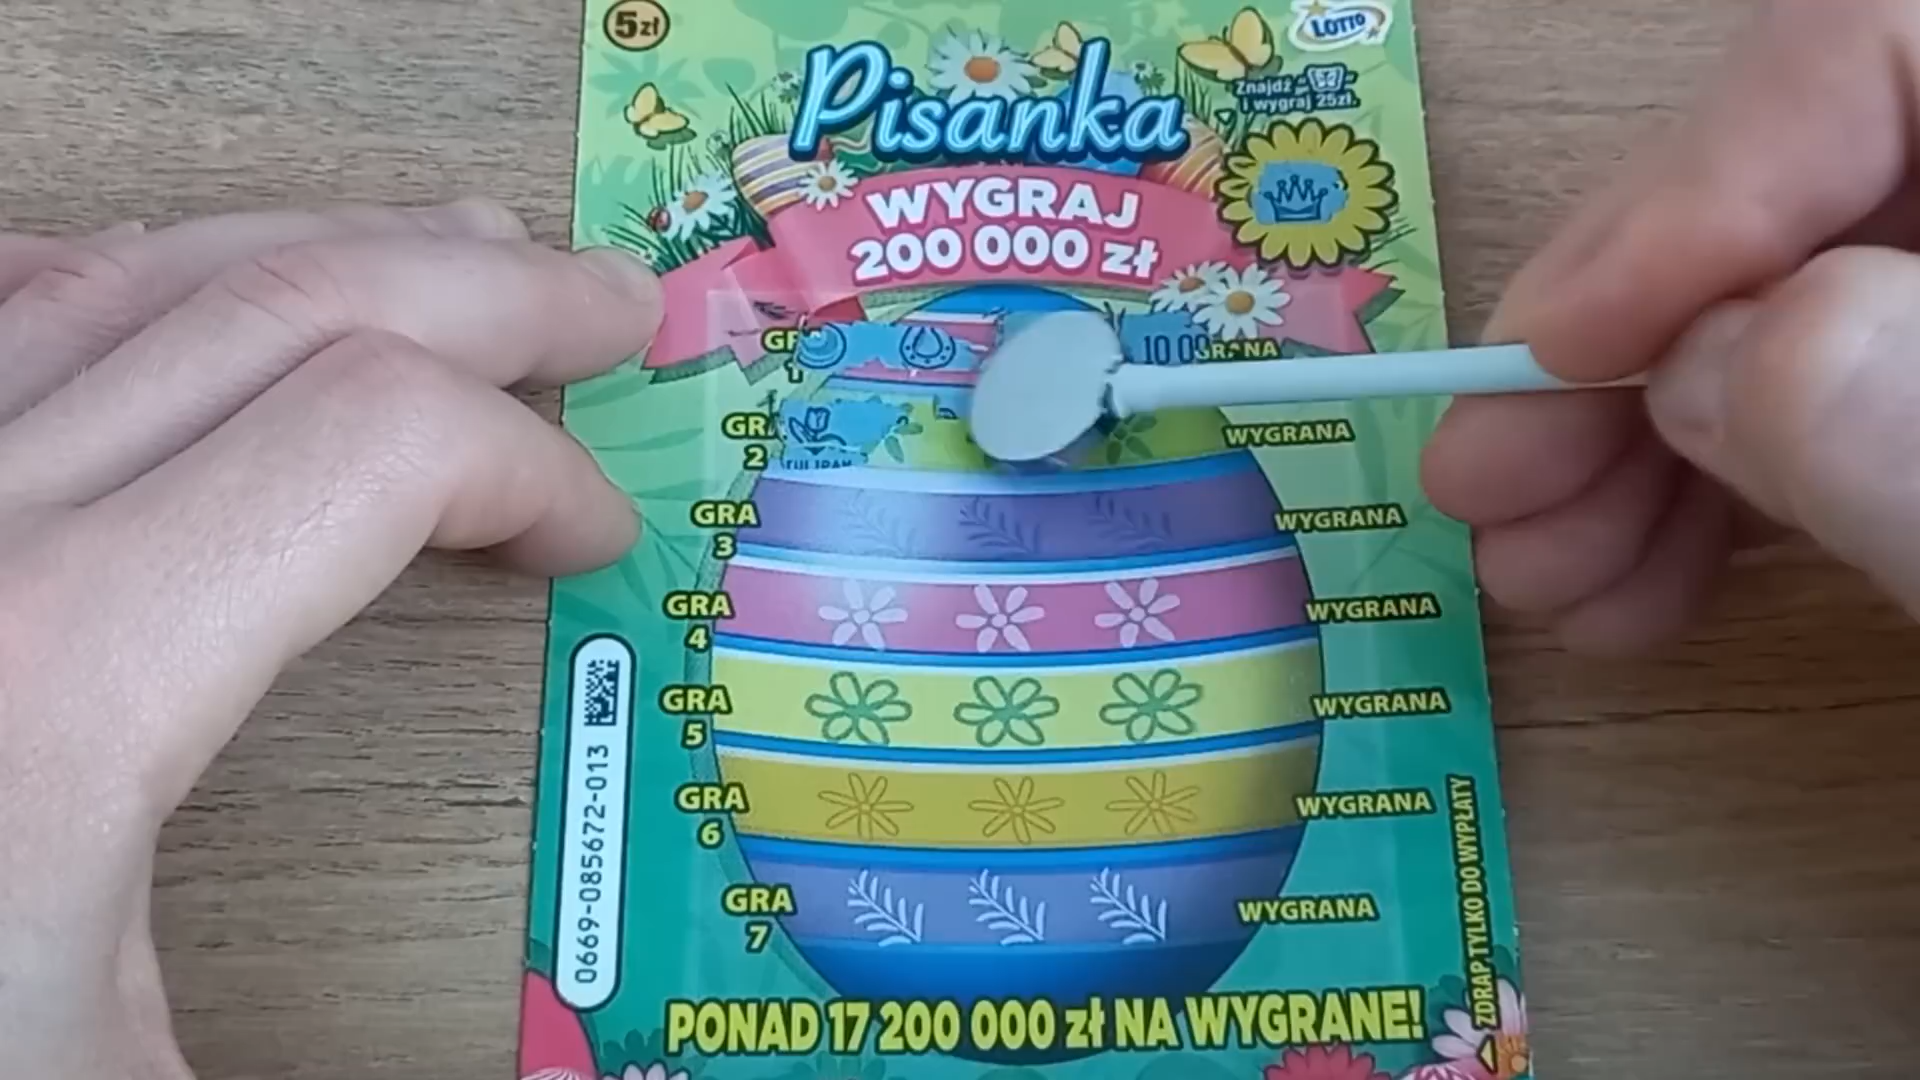 5zł
LOTTO
Pisanka
Znajdź „ ”
i wygraj 25zł.
WYGRAJ
200 000 zł
GRA
1
GRA
2
WYGRANA
TULIPAN
GRA
3
WYGRANA
GRA
4
WYGRANA
GRA
5
WYGRANA
GRA
6
WYGRANA
GRA
7
WYGRANA
0669-085672-013
ZDRAP TYLKO DO WYPŁATY
PONAD 17 200 000 zł NA WYGRANE!